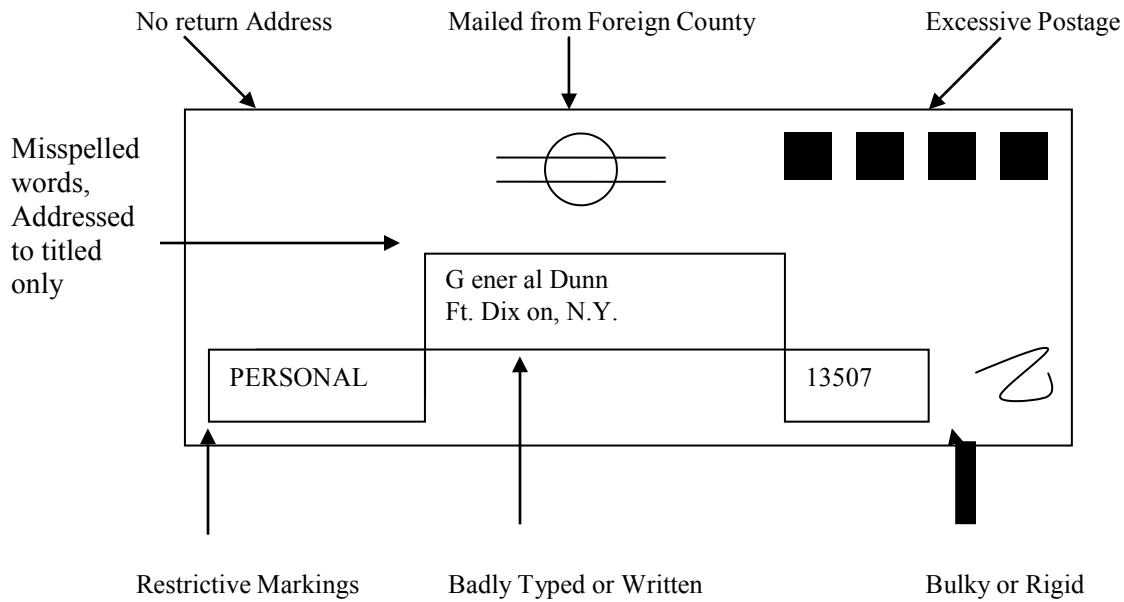 No return Address
Mailed from Foreign County
Excessive Postage
Misspelled
words,
Addressed
to titled
only
G ener al Dunn
Ft. Dix on, N.Y.
PERSONAL
13507
Restrictive Markings
Badly Typed or Written
Bulky or Rigid